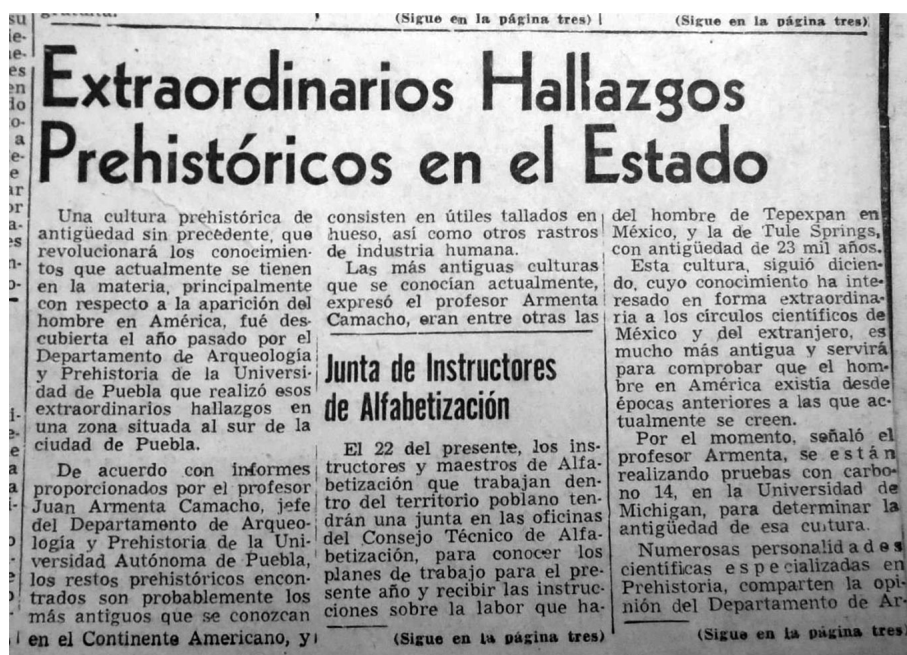 (Sigue en la página tres)
(Sigue en la página tres)
Extraordinarios Hallazgos
Prehistóricos en el Estado
Una cultura prehistórica de
antigüedad sin precedente, que
revolucionará los conocimien-
tos que actualmente se tienen
en la materia, principalmente
con respecto a la aparición del
hombre en América, fué des-
cubierta el año pasado por el
Departamento de Arqueología
y Prehistoria de la Universi-
dad de Puebla que realizó esos
extraordinarios hallazgos en
una zona situada al sur de la
ciudad de Puebla.
De acuerdo con informes
proporcionados por el profesor
Juan Armenta Camacho, jefe
del Departamento de Arqueo-
logía y Prehistoria de la Uni-
versidad Autónoma de Puebla,
los restos prehistóricos encon-
trados son probablemente los
más antiguos que se conozcan
en el Continente Americano, y
consisten en útiles tallados en
hueso, así como otros rastros
de industria humana.
Las más antiguas culturas
que se conocían actualmente,
expresó el profesor Armenta
Camacho, eran entre otras las
del hombre de Tepexpan en
México, y la de Tule Springs,
con antigüedad de 23 mil años.
Esta cultura, siguió dicien-
do, cuyo conocimiento ha inte-
resado en forma extraordina-
ria a los círculos científicos de
México y del extranjero, es
mucho más antigua y servirá
para comprobar que el hom-
bre en América existía desde
épocas anteriores a las que ac-
tualmente se creen.
Por el momento, señaló el
profesor Armenta, se están
realizando pruebas con carbo-
no 14, en la Universidad de
Michigan, para determinar la
antigüedad de esa cultura.
Numerosas personalidades
científicas especializadas en
Prehistoria, comparten la opi-
nión del Departamento de Ar-
(Sigue en la página tres)
Junta de Instructores
de Alfabetización
El 22 del presente, los ins-
tructores y maestros de Alfa-
betización que trabajan den-
tro del territorio poblano ten-
drán una junta en las oficinas
del Consejo Técnico de Alfa-
betización, para conocer los
planes de trabajo para el pre-
sente año y recibir las instruc-
ciones sobre la labor que ha-
(Sigue en la página tres)